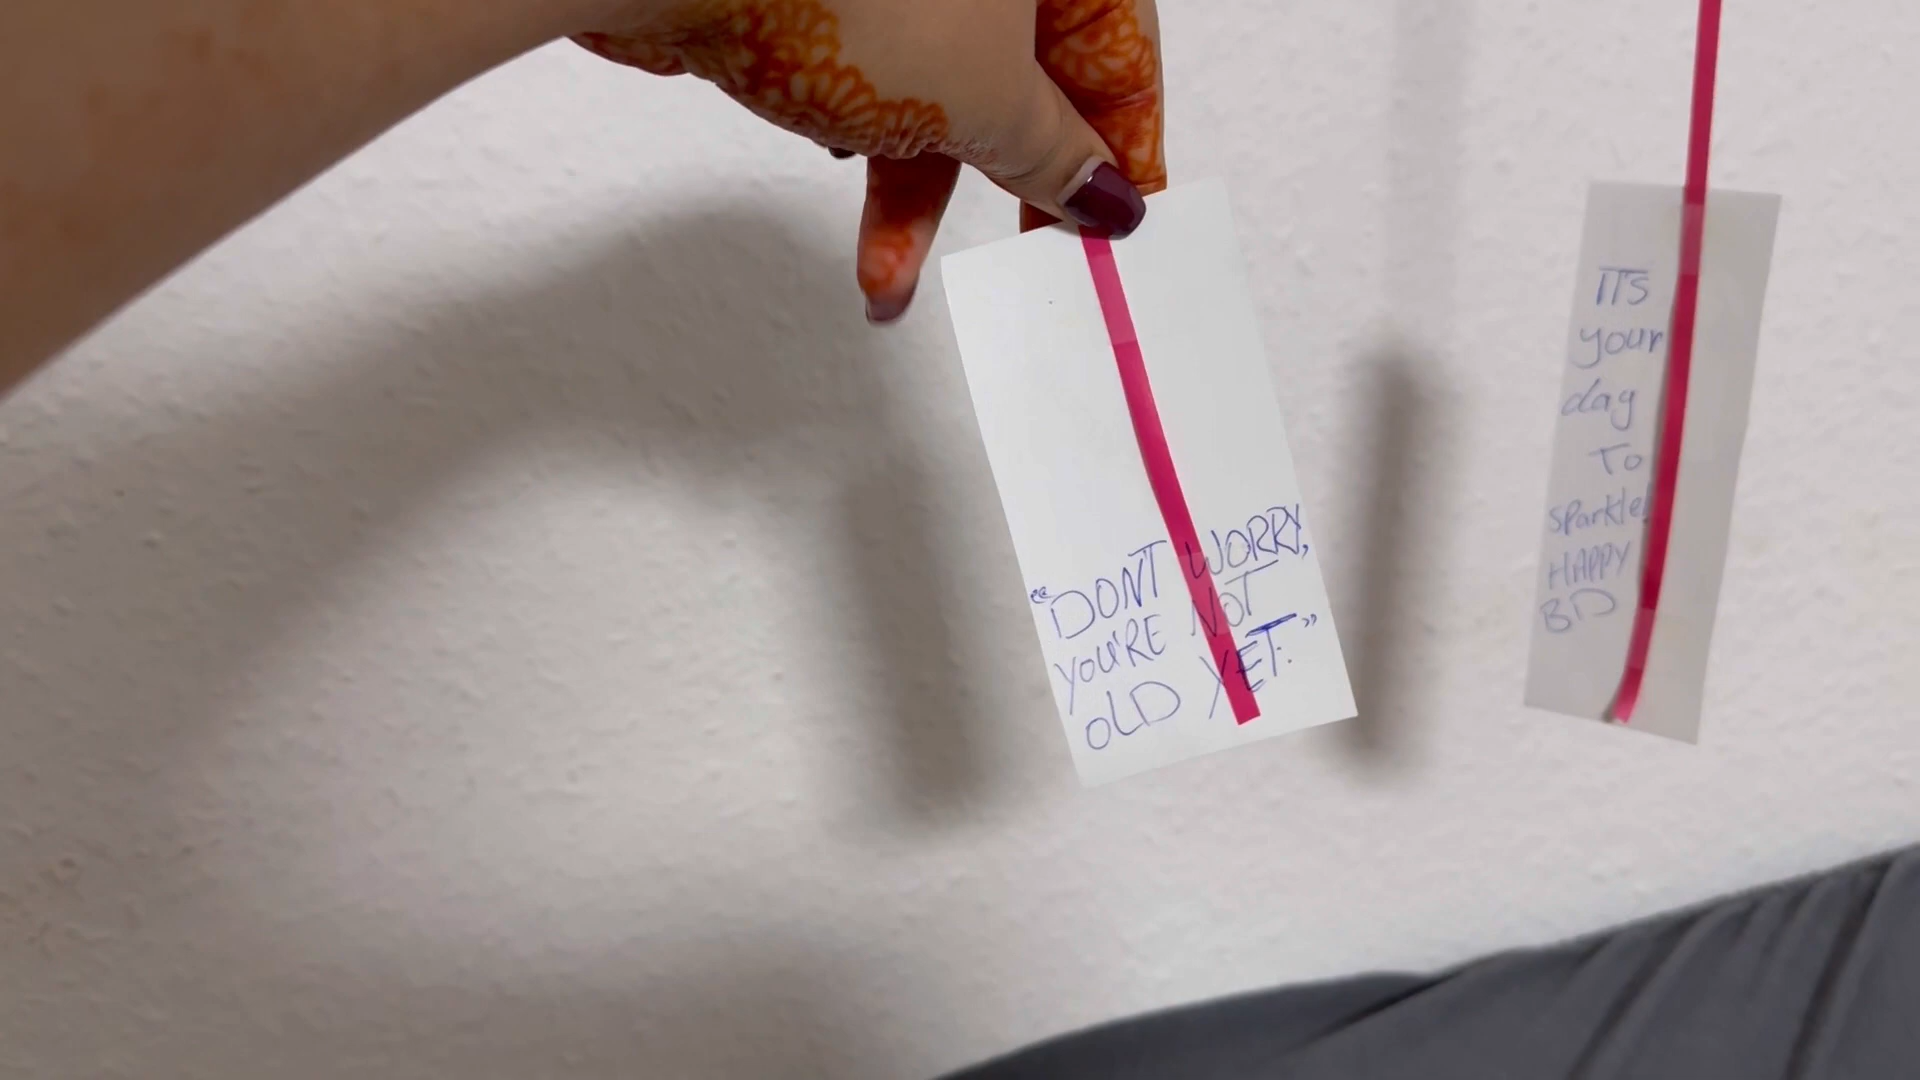 “DONT WORRY,
YOU'RE NOT
OLD YET.”
ITS
your
day
To
sparkle!
HAPPY
BD